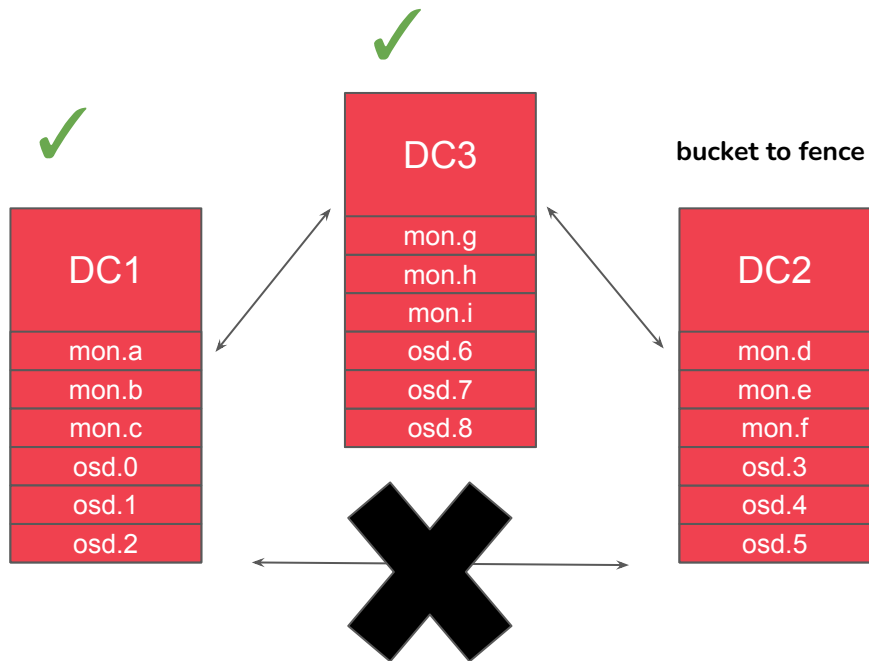 DC1
mon.a
mon.b
mon.c
osd.0
osd.1
osd.2
DC3
mon.g
mon.h
mon.i
osd.6
osd.7
osd.8
bucket to fence
DC2
mon.d
mon.e
mon.f
osd.3
osd.4
osd.5